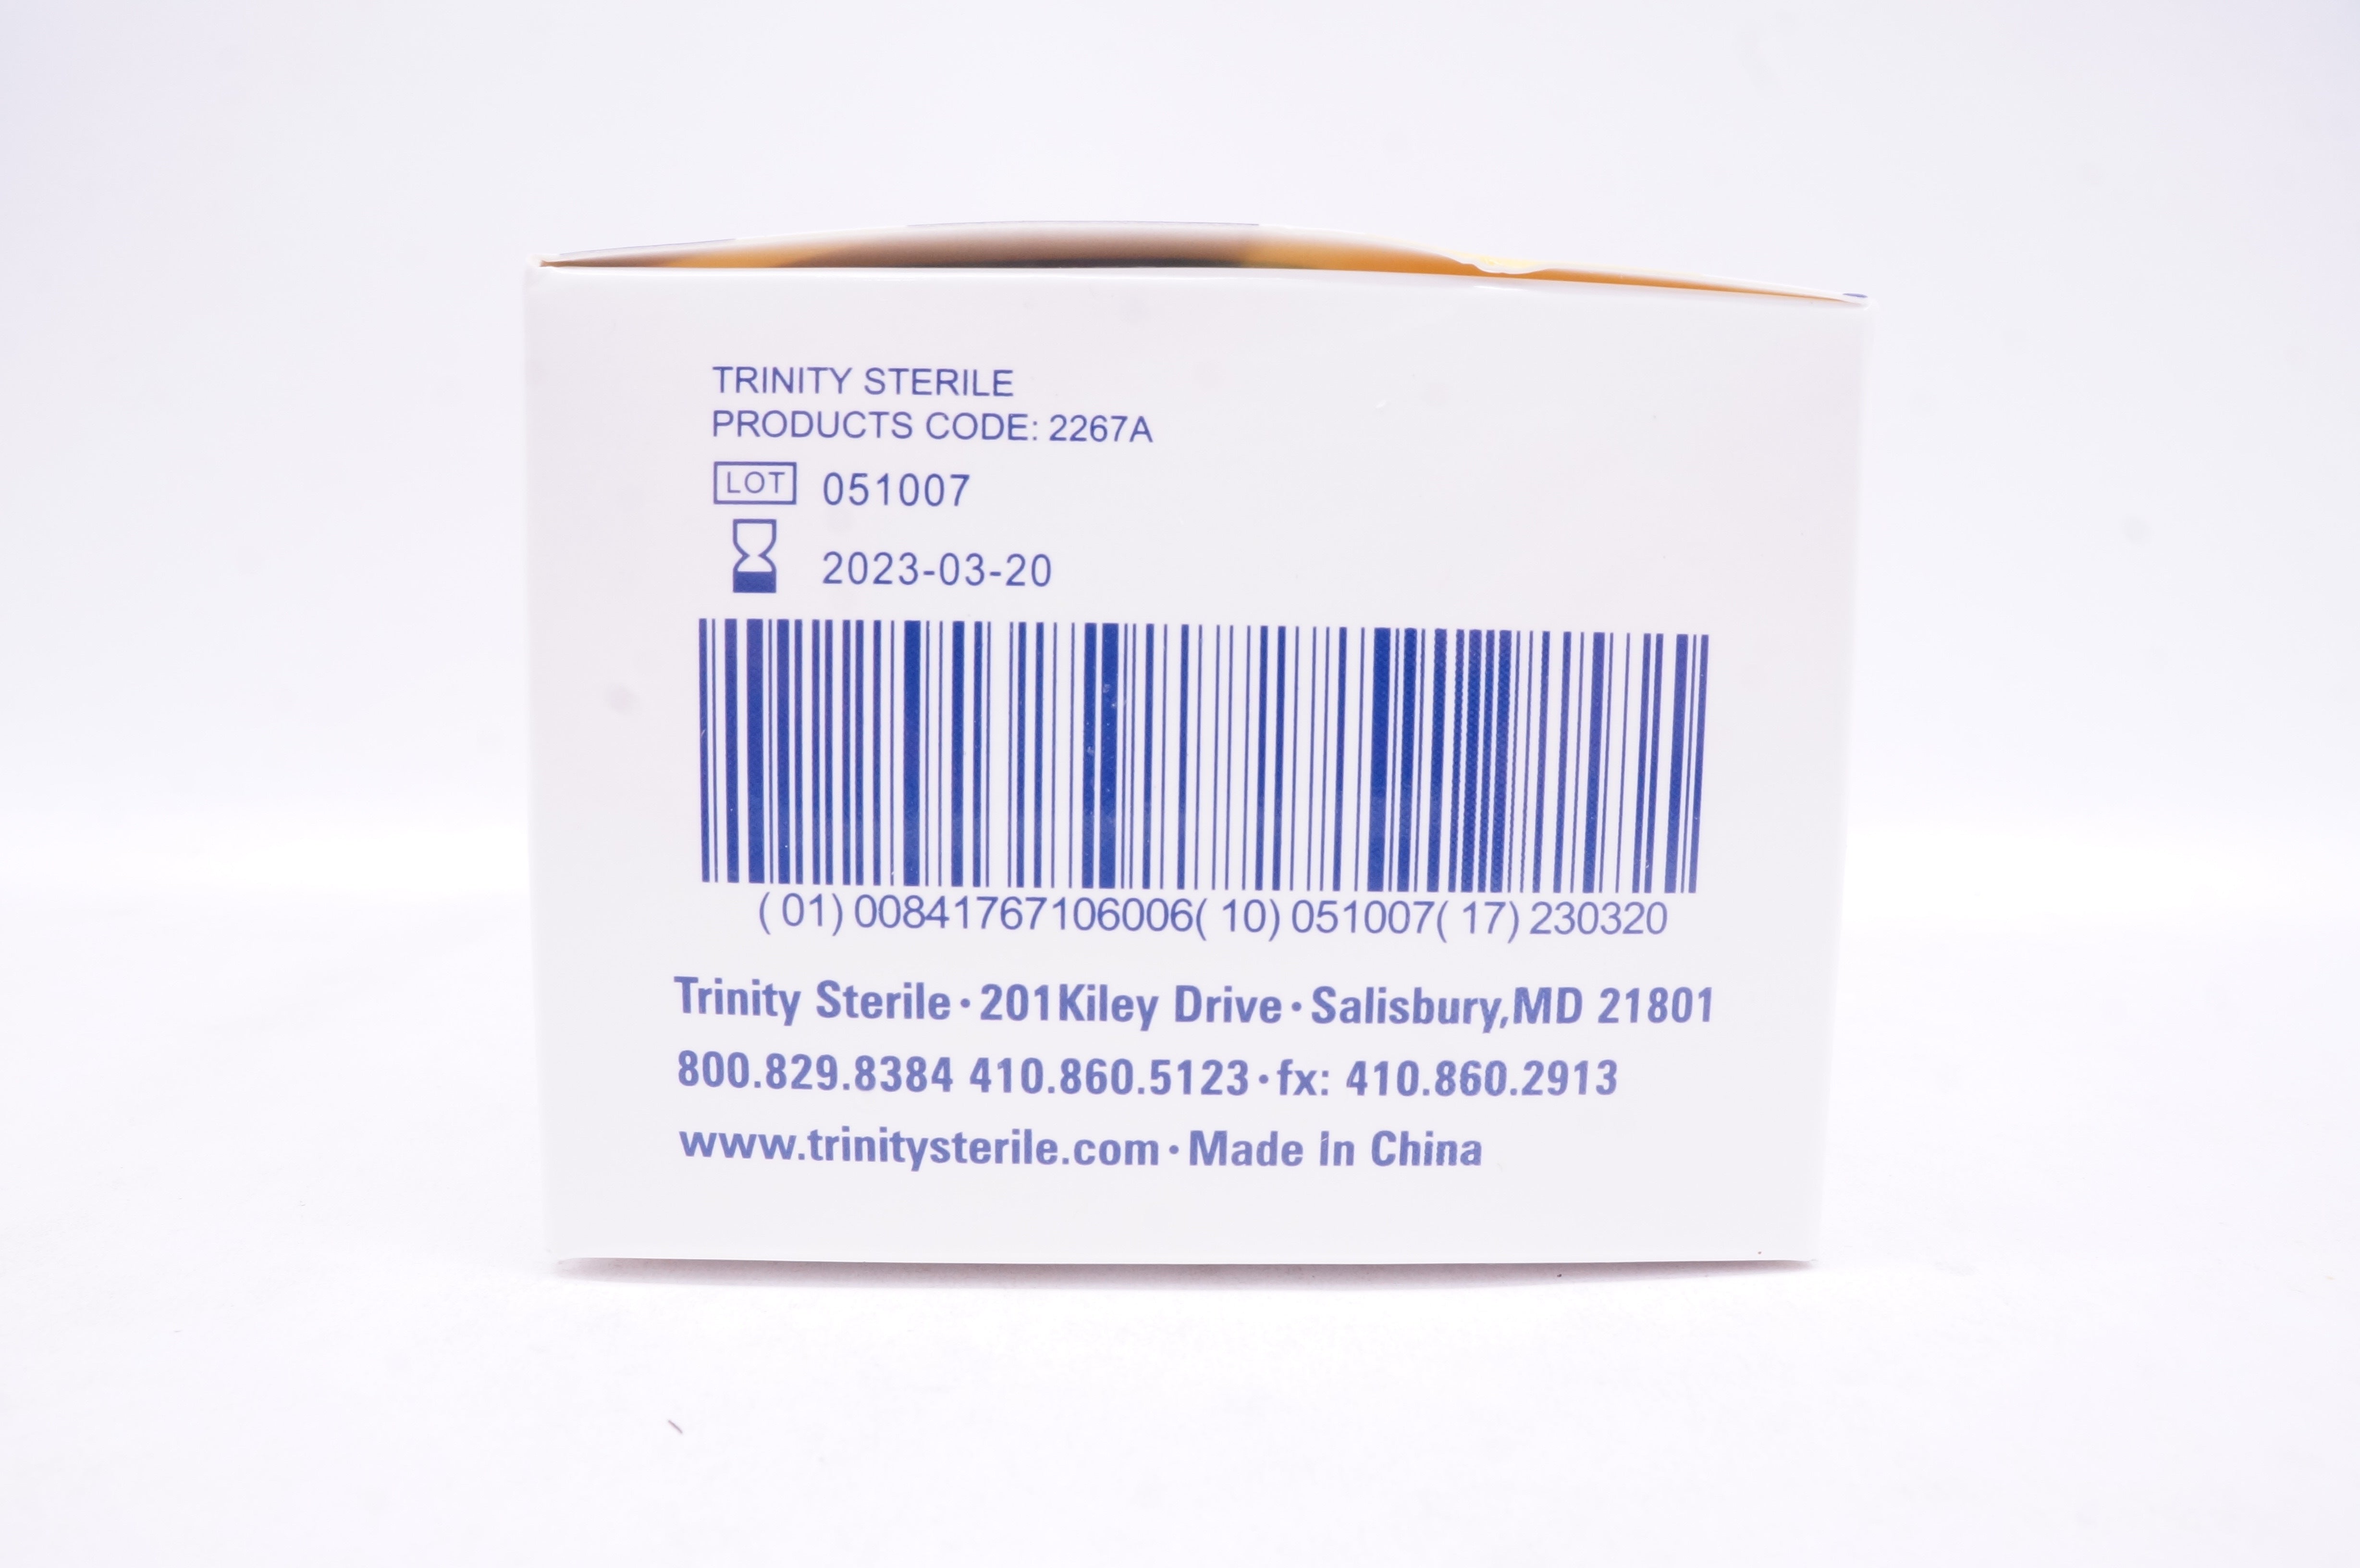 TRINITY STERILE
PRODUCTS CODE: 2267A
LOT 051007
2023-03-20
(01)00841767106006(10)051007(17)230320
Trinity Sterile·201Kiley Drive·Salisbury,MD 21801
800.829.8384 410.860.5123·fx: 410.860.2913
www.trinitysterile.com·Made in China